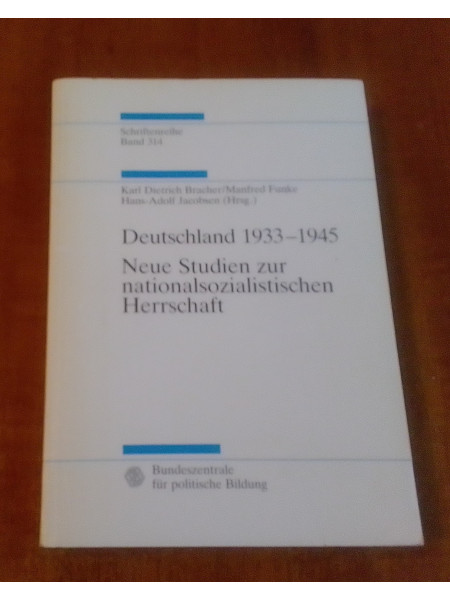 Schriftenreihe
Band 314
Karl Dietrich Bracher/Manfred Funke
Hans-Adolf Jacobsen (Hrsg.)
Deutschland 1933–1945
Neue Studien zur
nationalsozialistischen
Herrschaft
Bundeszentrale
für politische Bildung